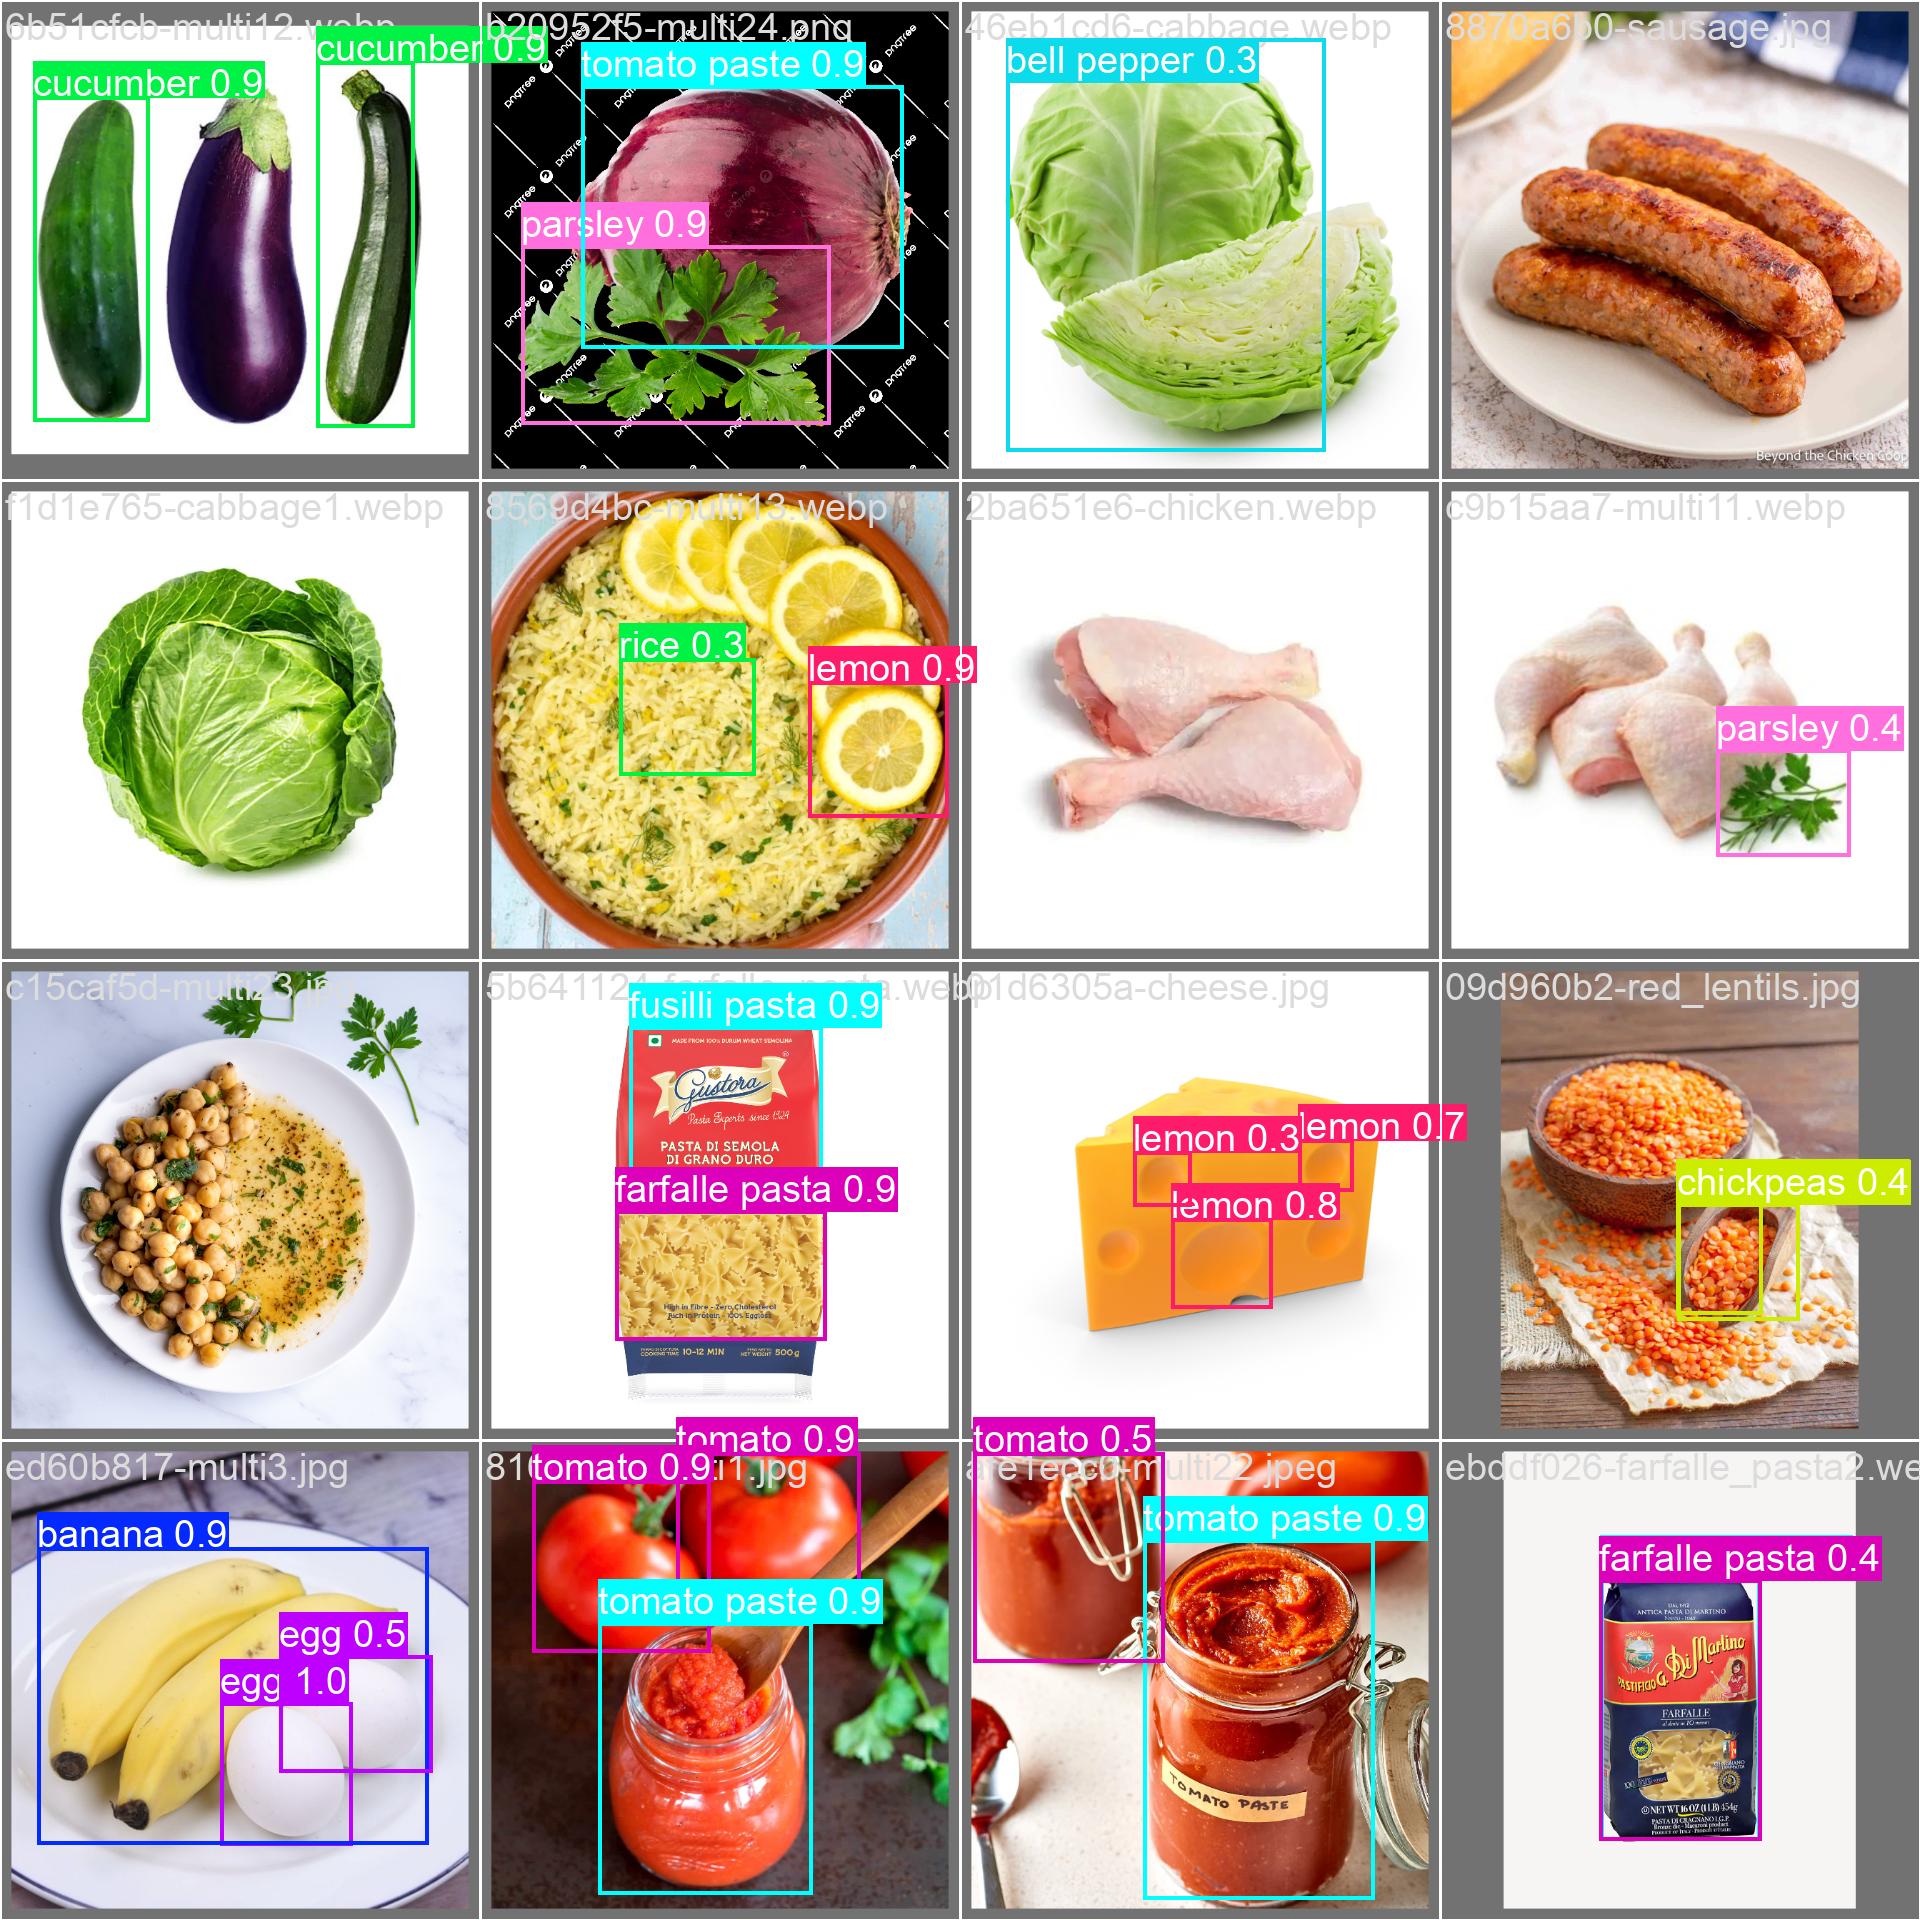 6b51cfcb-multi12.webp
cucumber 0.9
cucumber 0.9
b20952f5-multi24.png
tomato paste 0.9
parsley 0.9
pngtree
46eb1cd6-cabbage.webp
bell pepper 0.3
8870a6b0-sausage.jpg
Beyond the Chicken Coop
f1d1e765-cabbage1.webp
8569d4bc-multi13.webp
rice 0.3
lemon 0.9
2ba651e6-chicken.webp
c9b15aa7-multi11.webp
parsley 0.4
c15caf5d-multi23.jpg
5b641124-farfalle_pasta.webp
fusilli pasta 0.9
MADE FROM 100% DURUM WHEAT SEMOLINA
Gustora
Pasta Experts since 1924
PASTA DI SEMOLA
DI GRANO DURO
farfalle pasta 0.9
High in Fibre - Zero Cholesterol
Rich in Protein - 100% Eggless
COOKING TIME 10-12 MIN
NET WEIGHT 500g
01d6305a-cheese.jpg
lemon 0.3
lemon 0.7
lemon 0.8
09d960b2-red_lentils.jpg
chickpeas 0.4
ed60b817-multi3.jpg
banana 0.9
egg 0.5
egg 1.0
tomato 0.9
tomato 0.9
tomato paste 0.9
tomato 0.5
multi22.jpeg
tomato paste 0.9
TOMATO PASTE
ebddf026-farfalle_pasta2.we
farfalle pasta 0.4
ANTICA PASTA DI MARTINO
PASTIFICIO G. Di Martino
FARFALLE
NET WT 16 OZ (1 LB) 454g
PASTA DI GRAGNANO I.G.P.